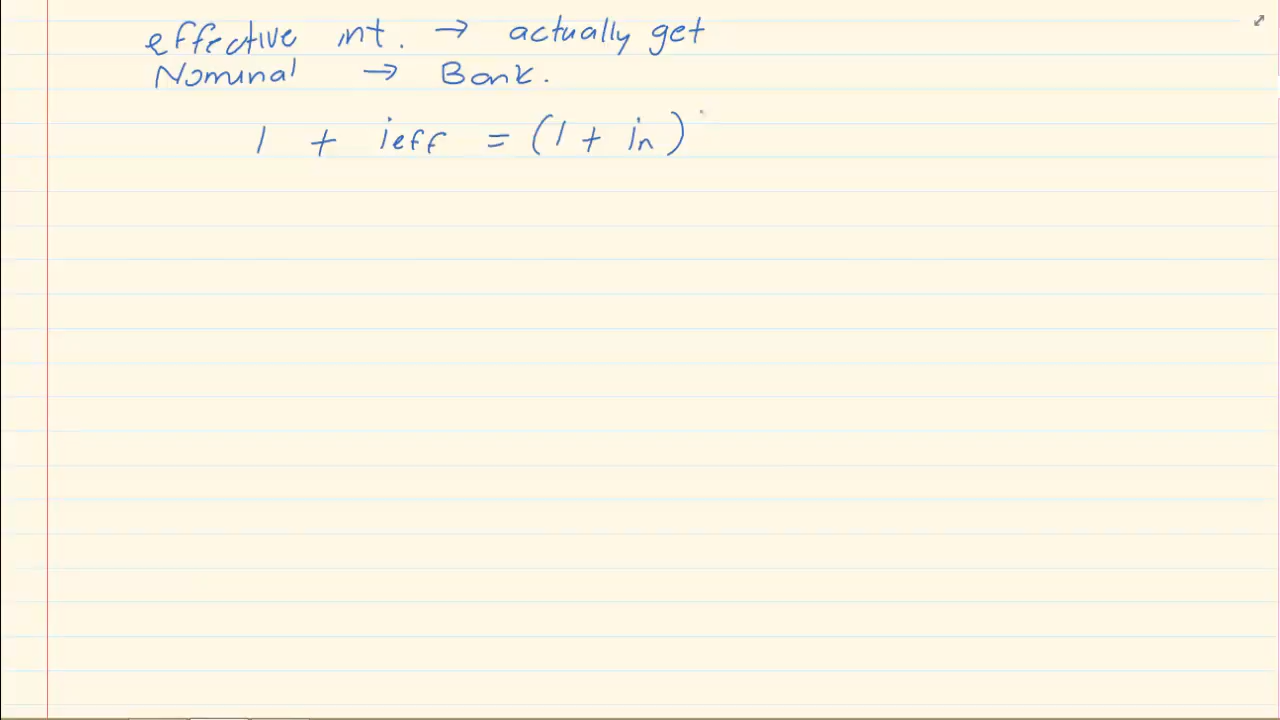 effective int. → actually get
Nominal → Bank.
1 + ieff = (1 + in)